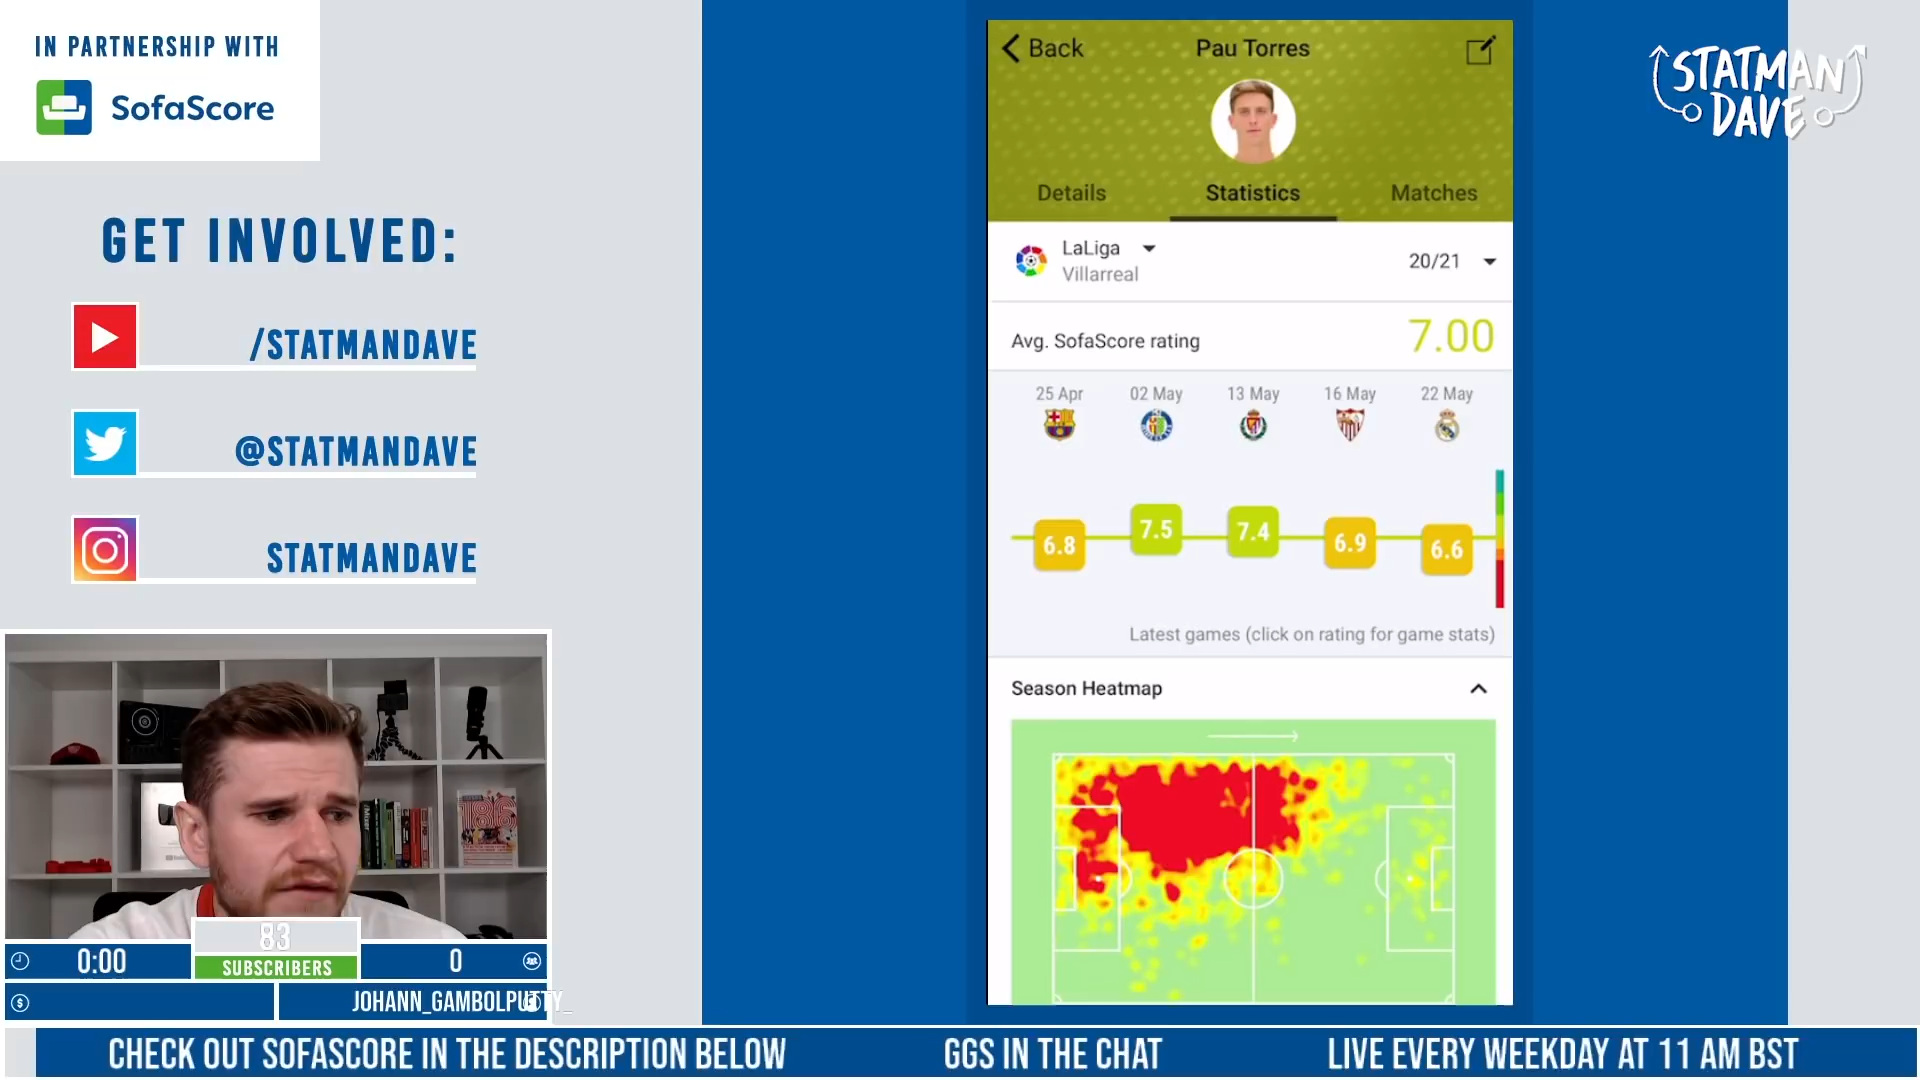 IN PARTNERSHIP WITH
SofaScore
GET INVOLVED:
/STATMANDAVE
@STATMANDAVE
STATMANDAVE
186
83
0:00
SUBSCRIBERS
0
JOHANN_GAMBOLPUTTY_
Back
Pau Torres
Details
Statistics
Matches
LaLiga
Villarreal
20/21
Avg. SofaScore rating
7.00
25 Apr
02 May
13 May
16 May
22 May
6.8
7.5
7.4
6.9
6.6
Latest games (click on rating for game stats)
Season Heatmap
STATMAN
DAVE
CHECK OUT SOFASCORE IN THE DESCRIPTION BELOW
GGS IN THE CHAT
LIVE EVERY WEEKDAY AT 11 AM BST